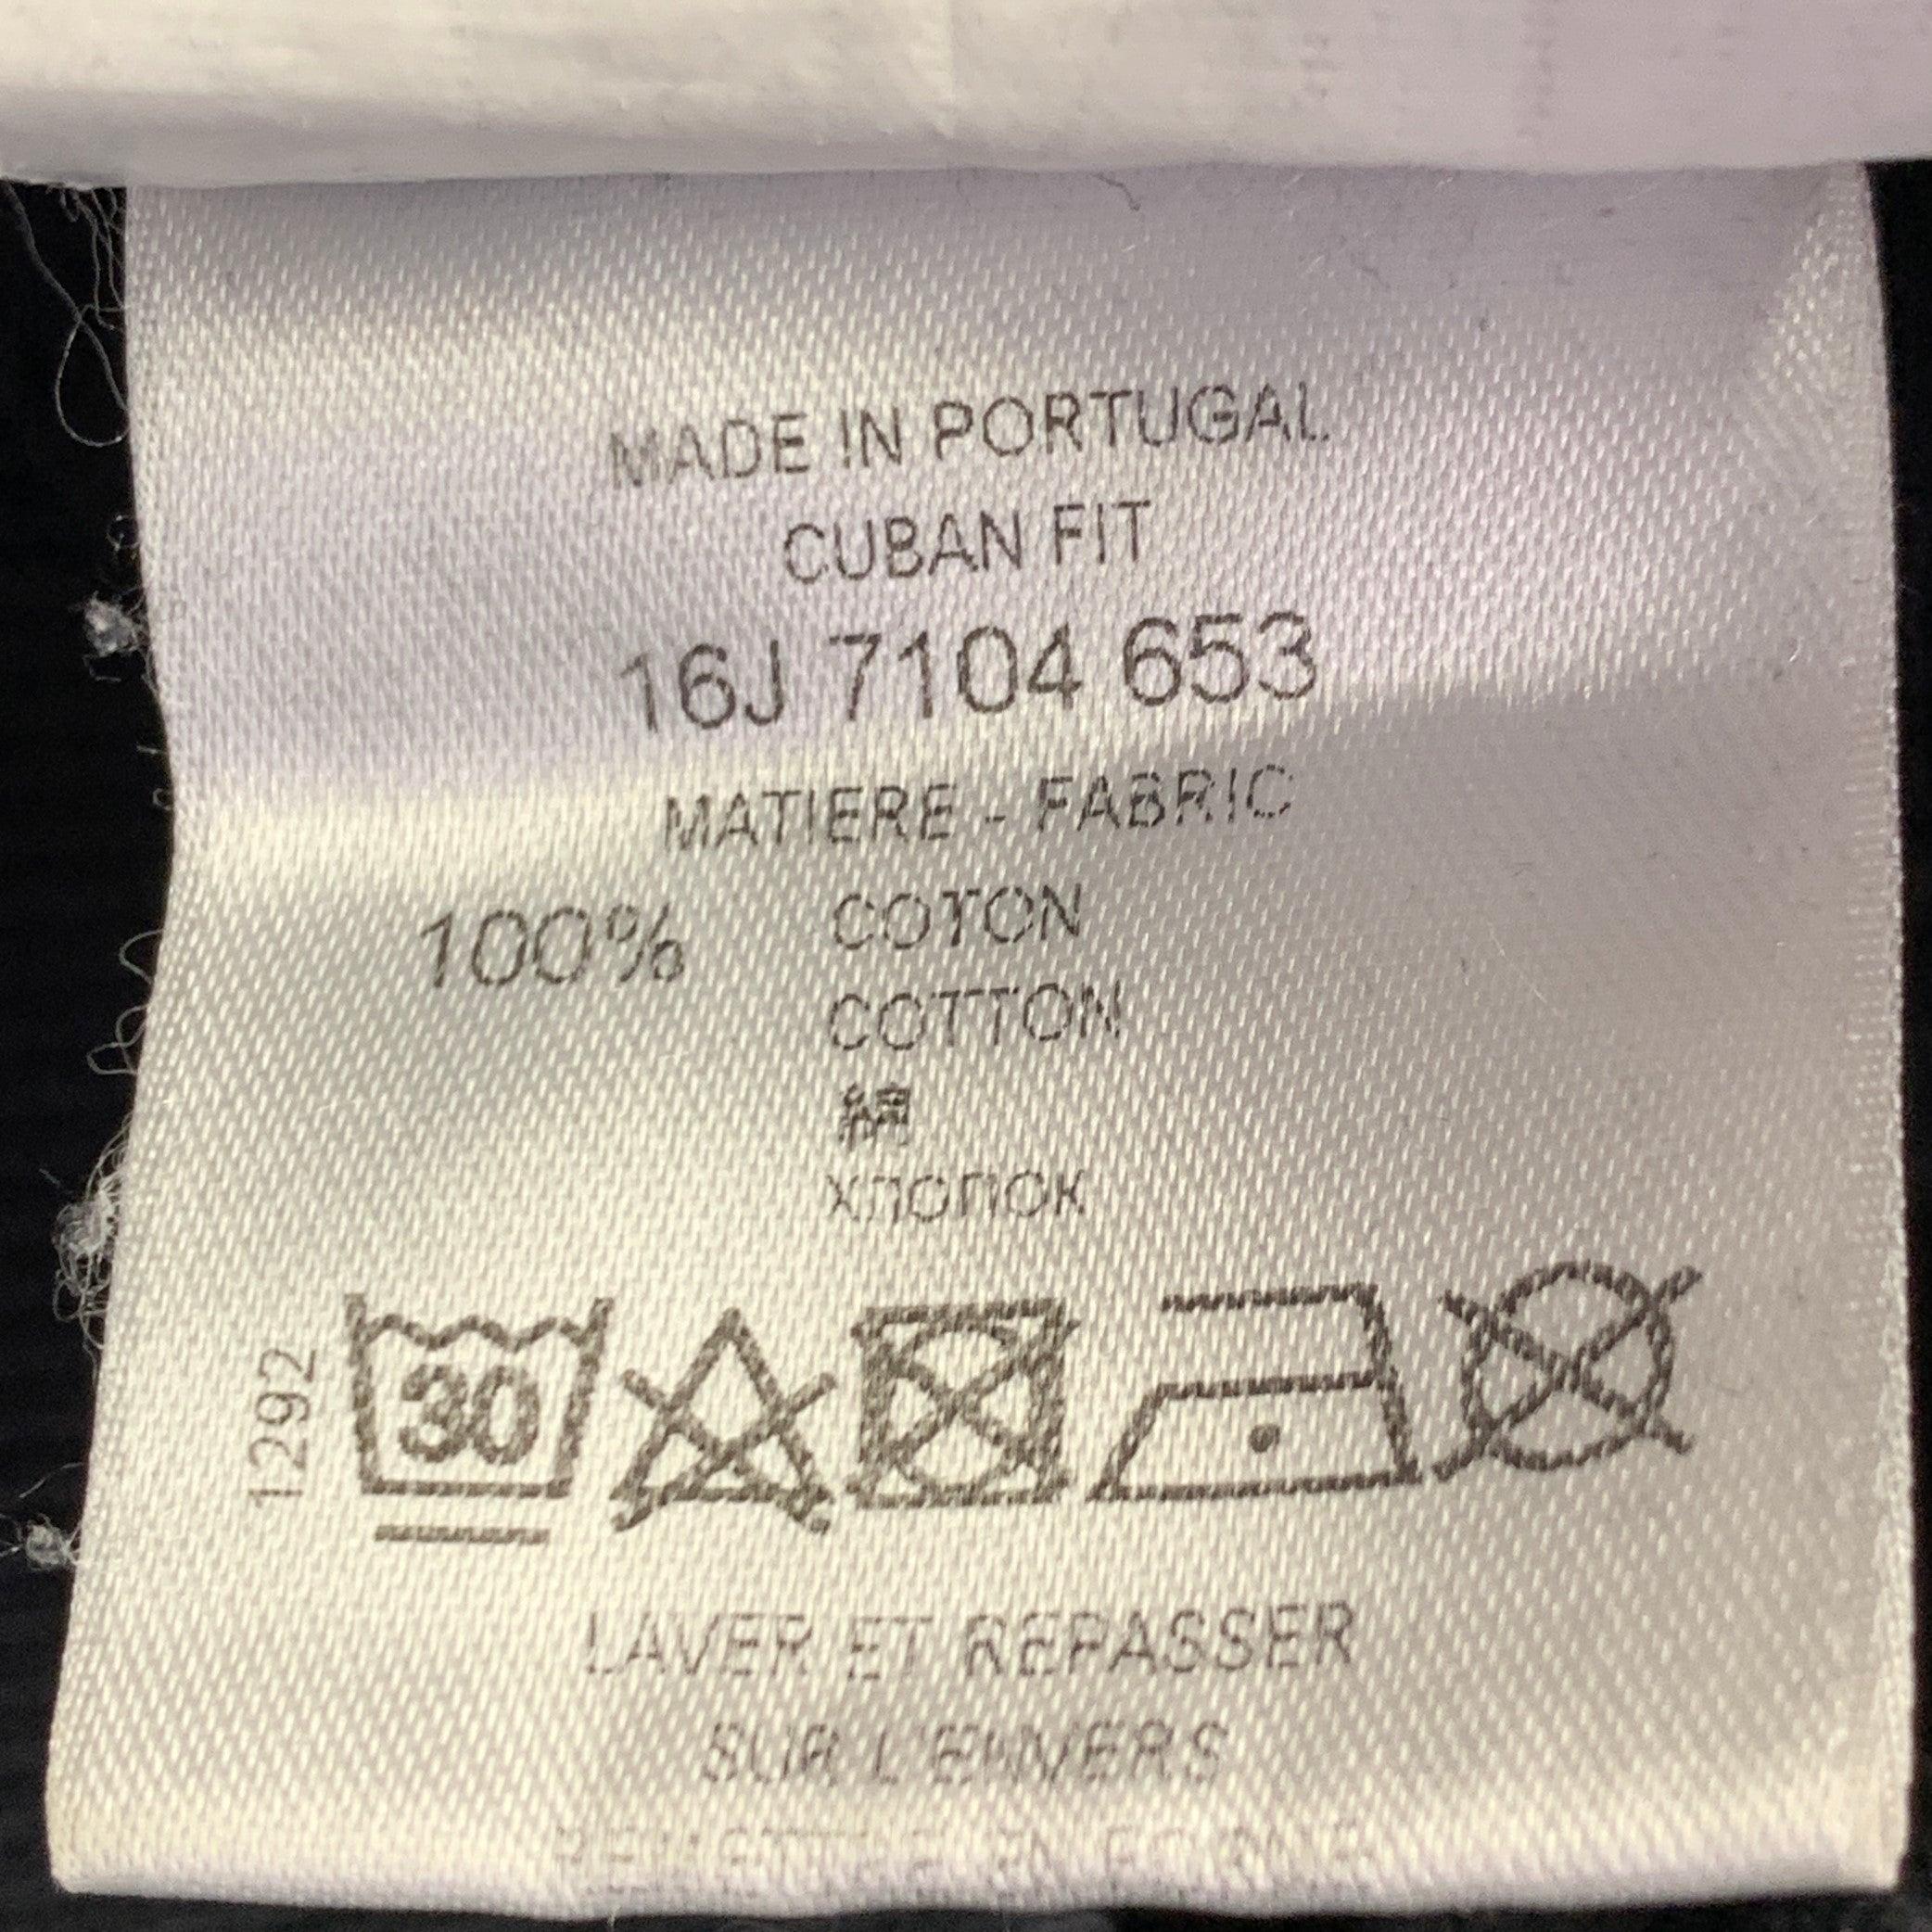 MADE IN PORTUGAL
CUBAN FIT
16J 7104 653
MATIERE - FABRIC
100% COTON
COTTON
綿
ХЛОПОК
1292
30
LAVER ET REPASSER
SUR L'ENVERS